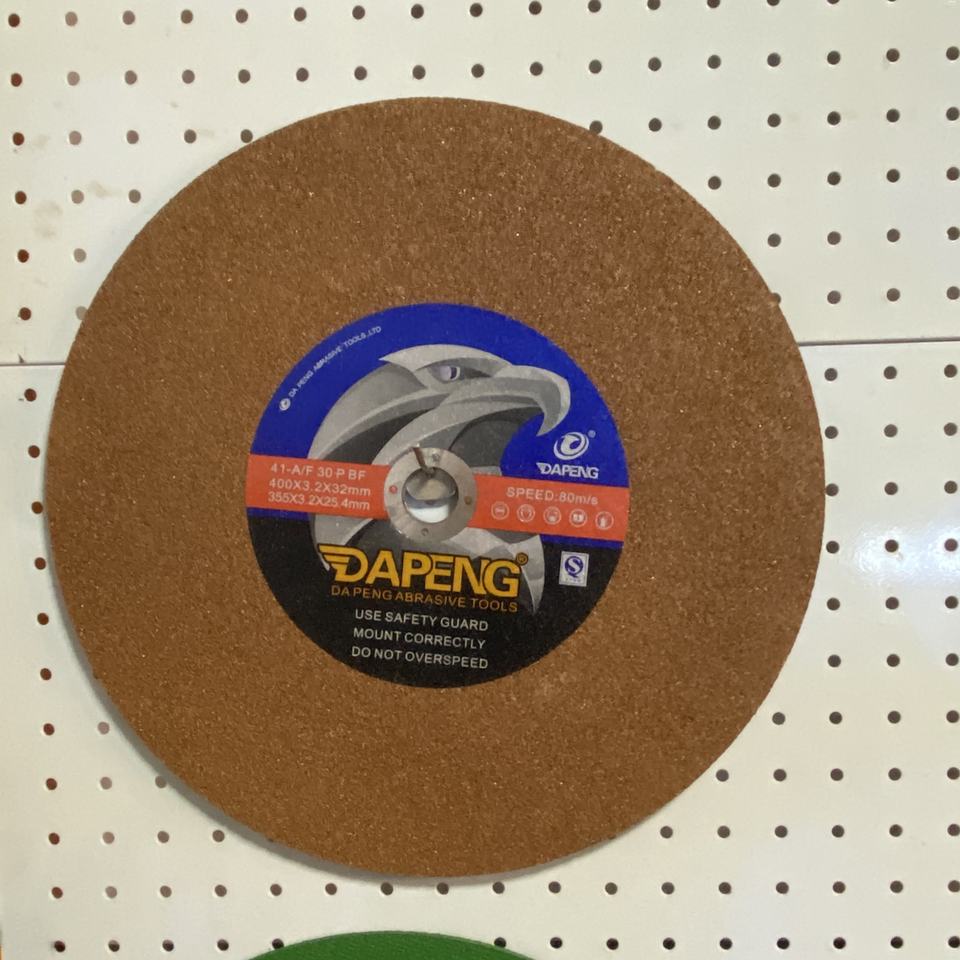 DA PENG ABRASIVE TOOLS.,LTD
DAPENG
41-A/F 30 P BF
400X3.2X32mm
355X3.2X25.4mm
SPEED:80m/s
DAPENG®
DA PENG ABRASIVE TOOLS
USE SAFETY GUARD
MOUNT CORRECTLY
DO NOT OVERSPEED